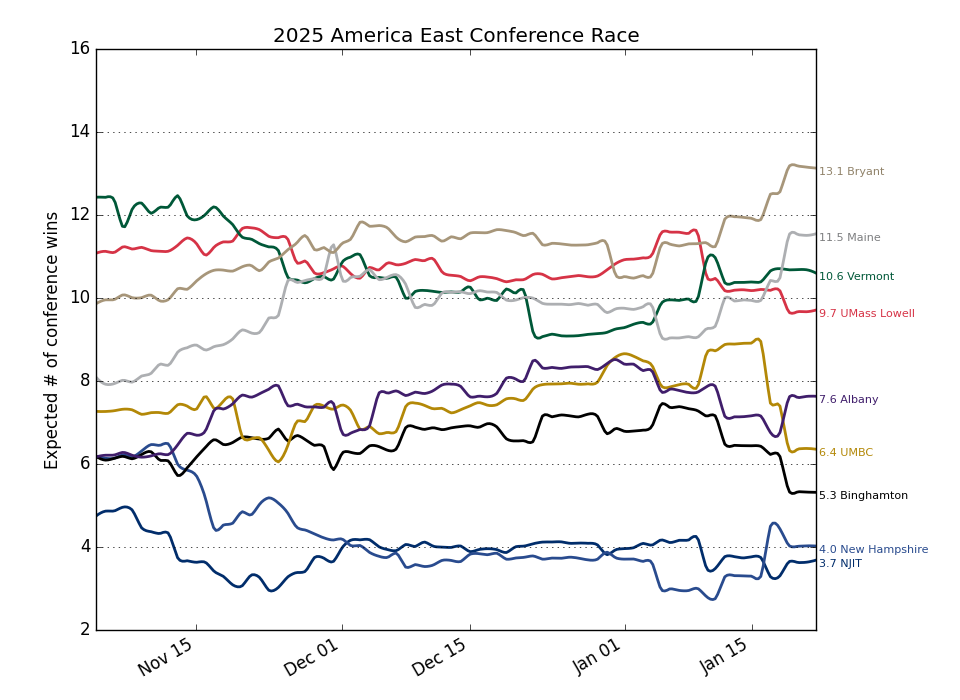 2025 America East Conference Race
Expected # of conference wins
16
14
12
10
8
6
4
2
13.1 Bryant
11.5 Maine
10.6 Vermont
9.7 UMass Lowell
7.6 Albany
6.4 UMBC
5.3 Binghamton
4.0 New Hampshire
3.7 NJIT
Nov 15
Dec 01
Dec 15
Jan 01
Jan 15